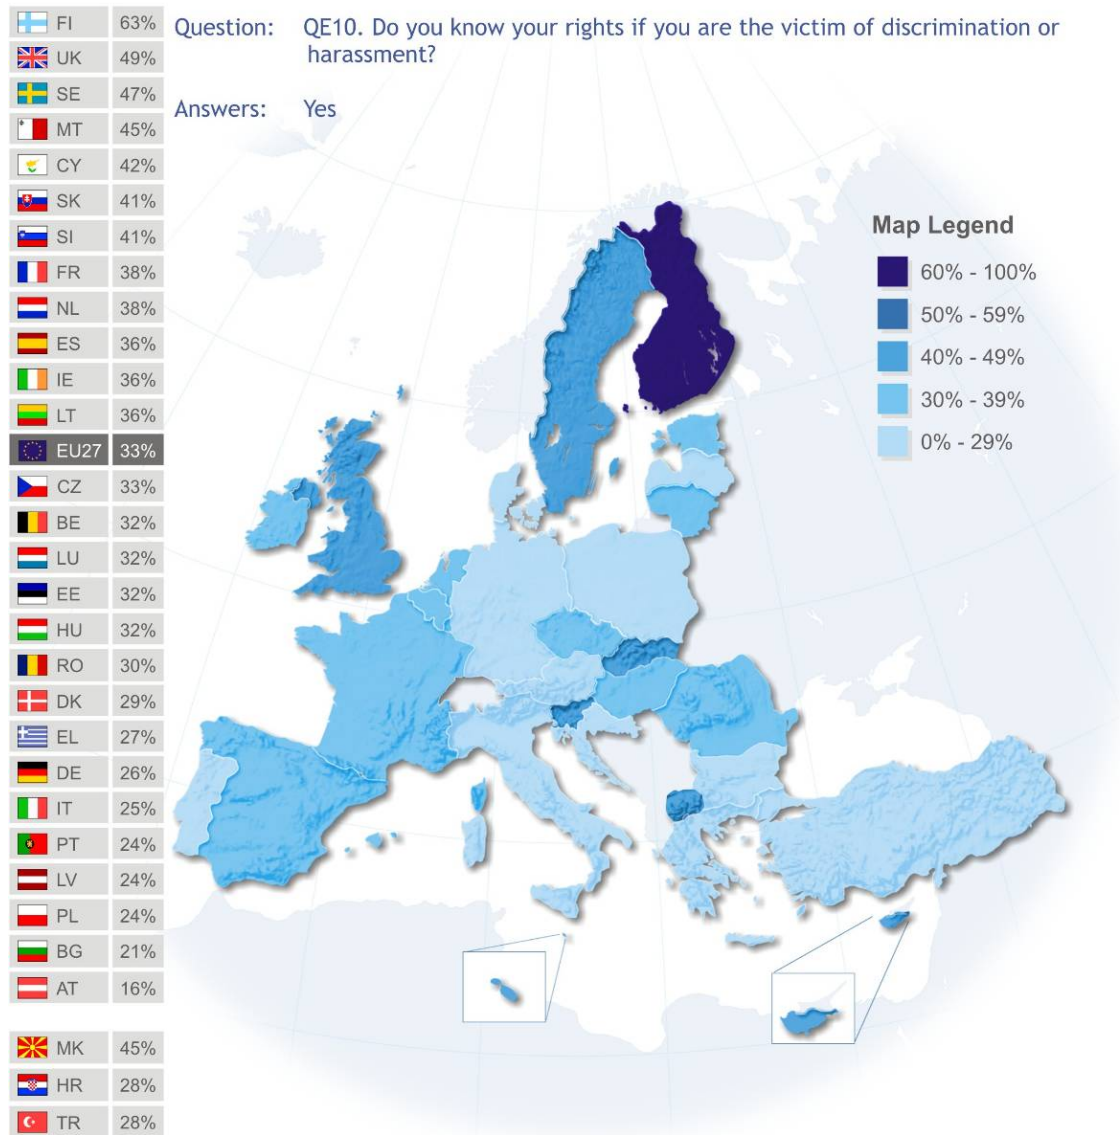 Question: QE10. Do you know your rights if you are the victim of discrimination or
harassment?
Answers: Yes
FI 63%
UK 49%
SE 47%
MT 45%
CY 42%
SK 41%
SI 41%
FR 38%
NL 38%
ES 36%
IE 36%
LT 36%
EU27 33%
CZ 33%
BE 32%
LU 32%
EE 32%
HU 32%
RO 30%
DK 29%
EL 27%
DE 26%
IT 25%
PT 24%
LV 24%
PL 24%
BG 21%
AT 16%
MK 45%
HR 28%
TR 28%
Map Legend
60% - 100%
50% - 59%
40% - 49%
30% - 39%
0% - 29%